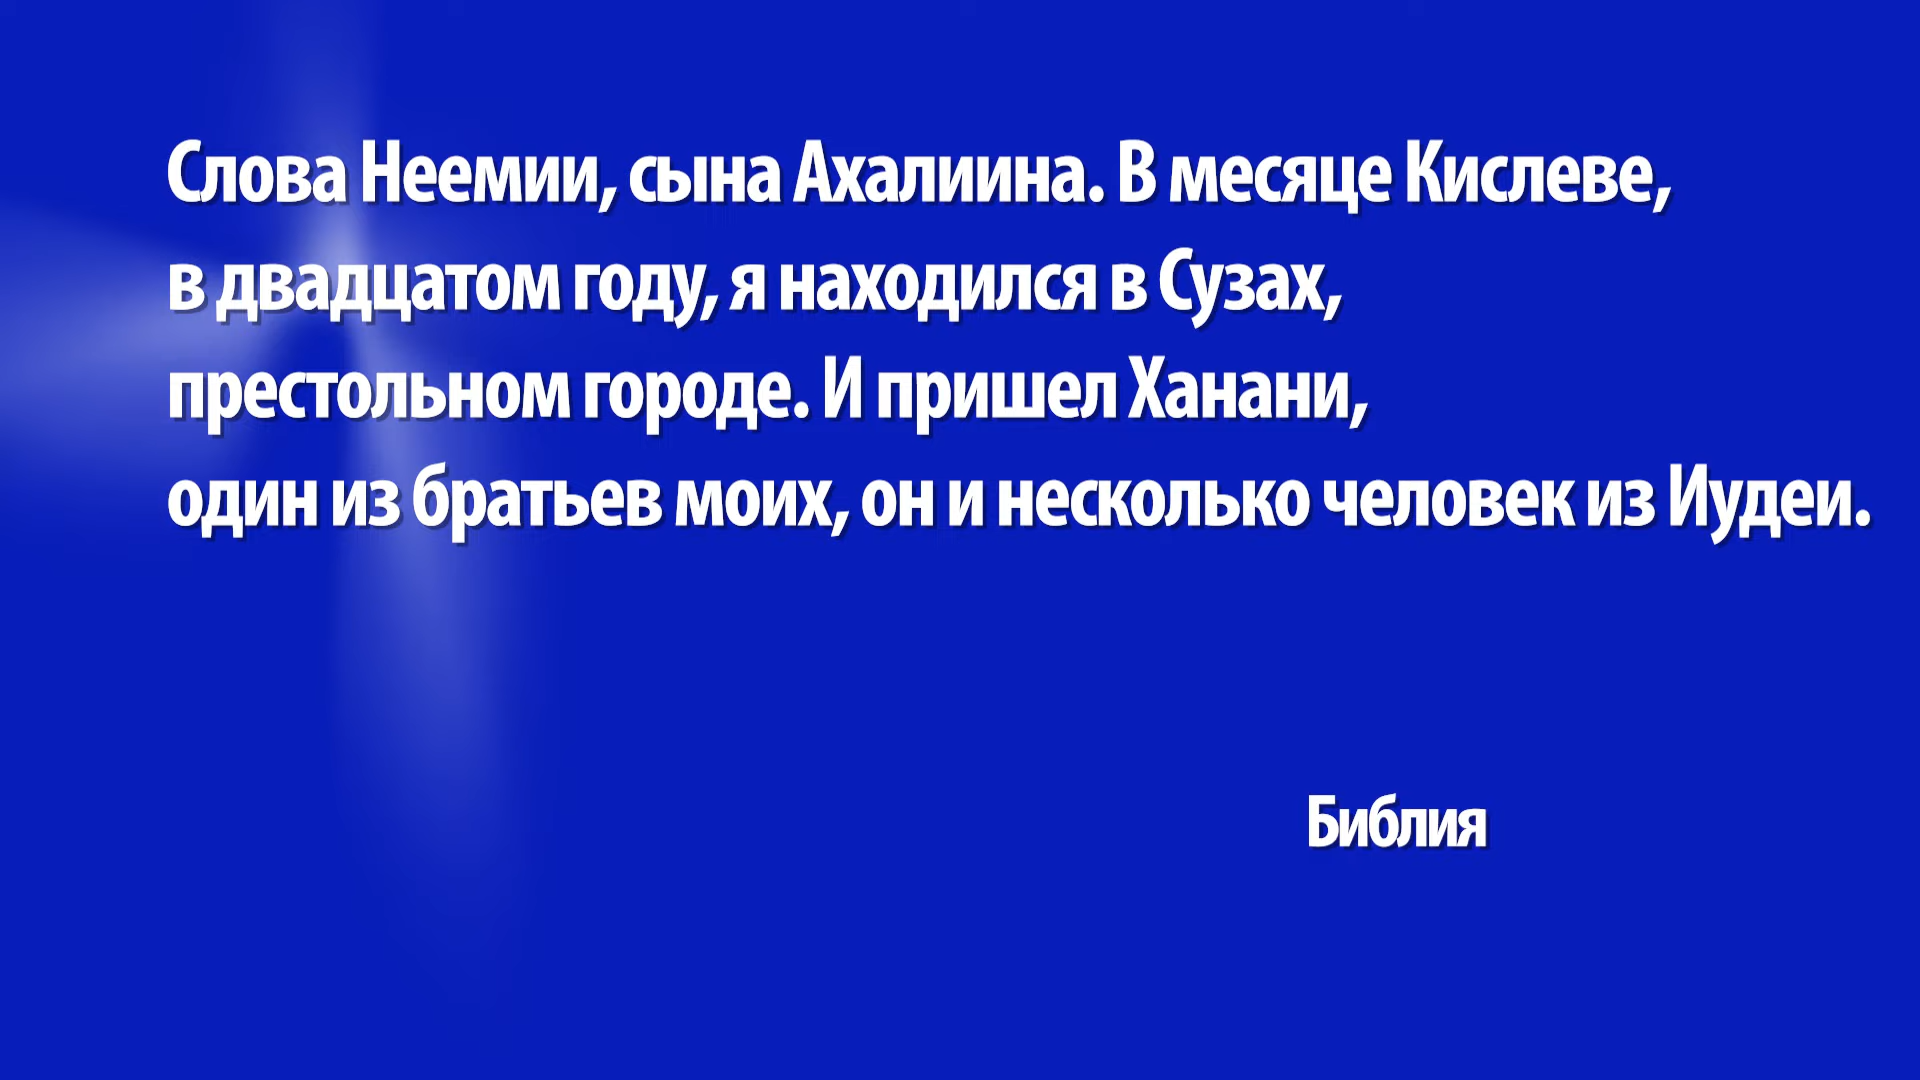 Слова Неемии, сына Ахалиина. В месяце Кислеве,
в двадцатом году, я находился в Сузах,
престольном городе. И пришел Ханани,
один из братьев моих, он и несколько человек из Иудеи.
Библия